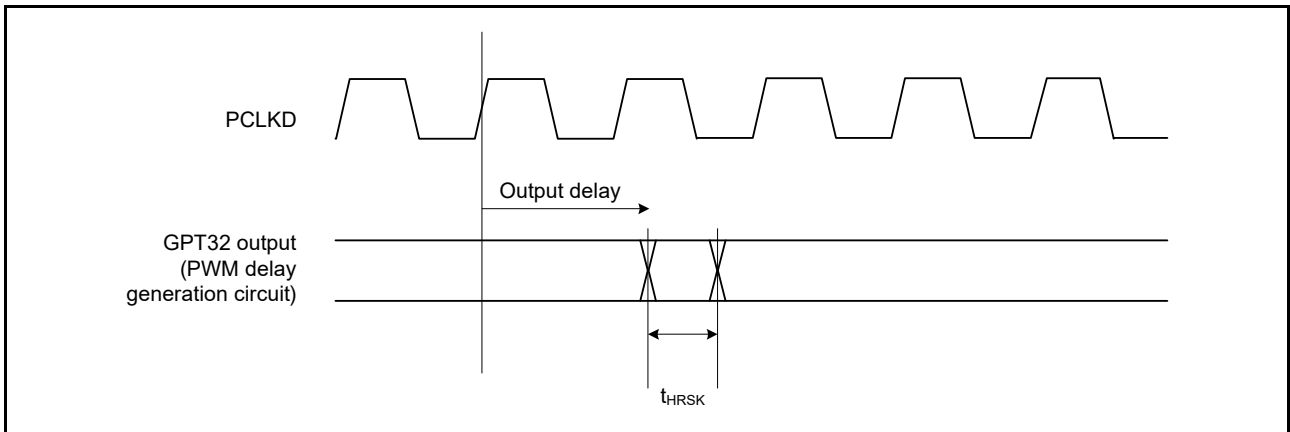 PCLKD
Output delay
GPT32 output
(PWM delay
generation circuit)
tHRSK